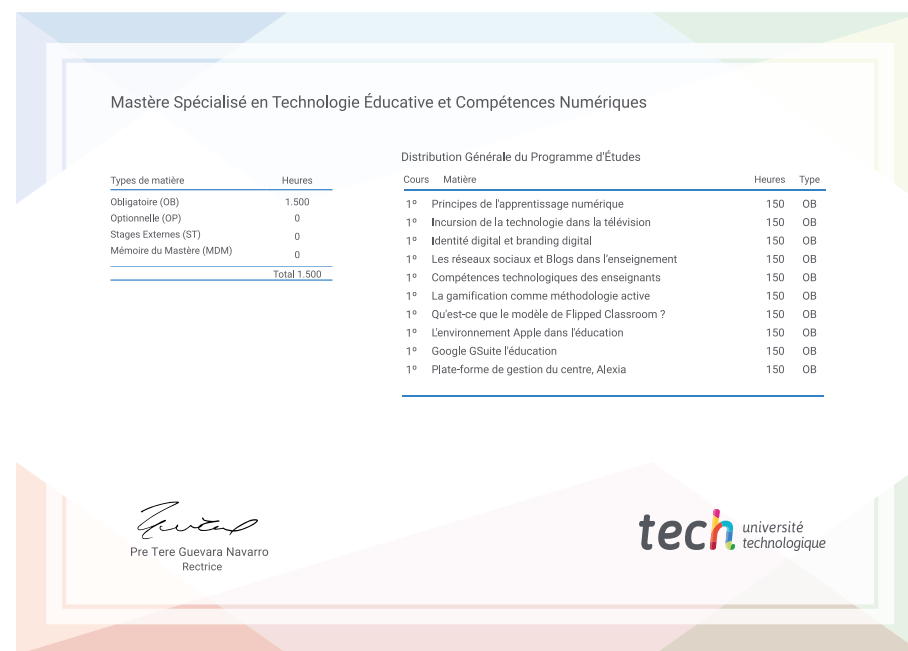 Mastère Spécialisé en Technologie Éducative et Compétences Numériques
Types de matière Heures
Obligatoire (OB) 1.500
Optionnelle (OP) 0
Stages Externes (ST) 0
Mémoire du Mastère (MDM) 0
Total 1.500
Distribution Générale du Programme d'Études
Cours Matière Heures Type
1º Principes de l'apprentissage numérique 150 OB
1º Incursion de la technologie dans la télévision 150 OB
1º Identité digital et branding digital 150 OB
1º Les réseaux sociaux et Blogs dans l'enseignement 150 OB
1º Compétences technologiques des enseignants 150 OB
1º La gamification comme méthodologie active 150 OB
1º Qu'est-ce que le modèle de Flipped Classroom ? 150 OB
1º L'environnement Apple dans l'éducation 150 OB
1º Google GSuite l'éducation 150 OB
1º Plate-forme de gestion du centre, Alexia 150 OB
Pre Tere Guevara Navarro
Rectrice
tech université
technologique